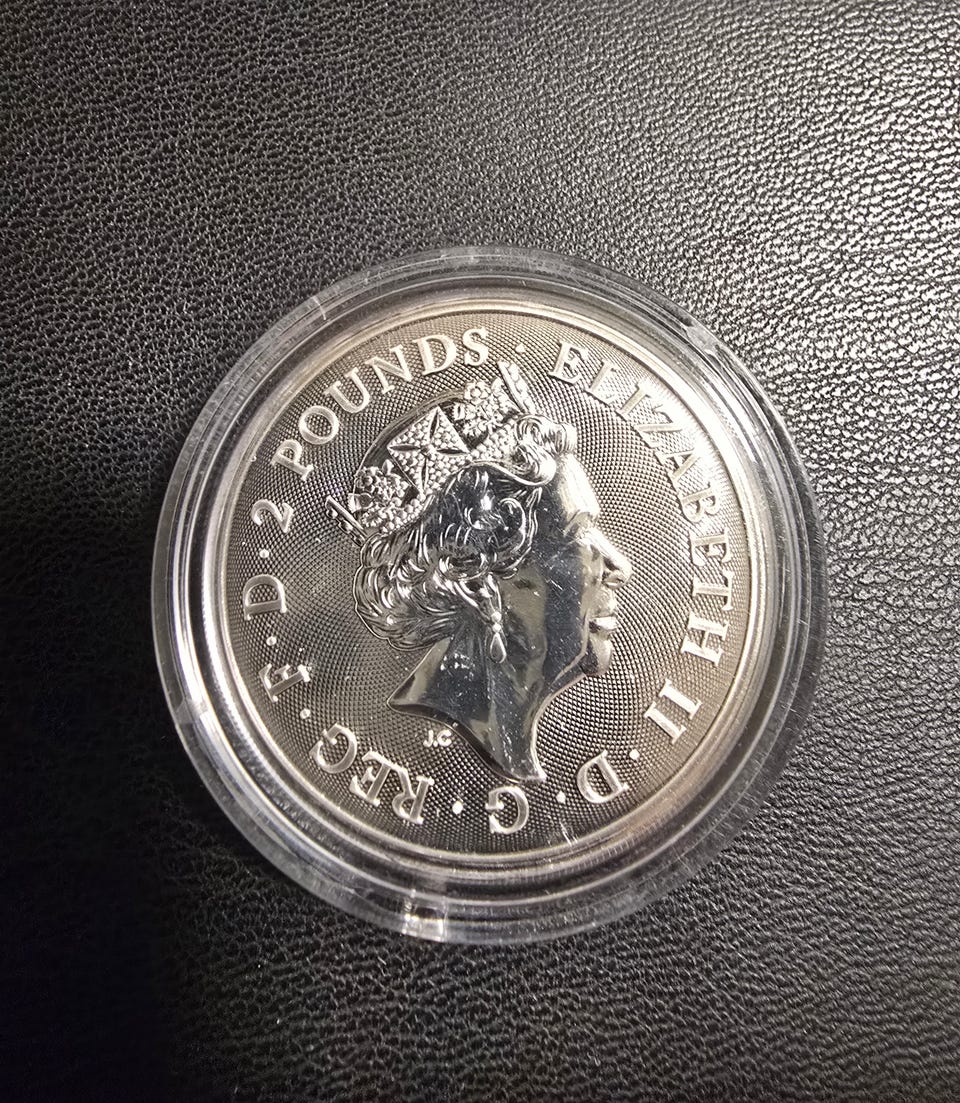 ELIZABETH II · D · G · REG · F · D · 2 POUNDS ·
J.C